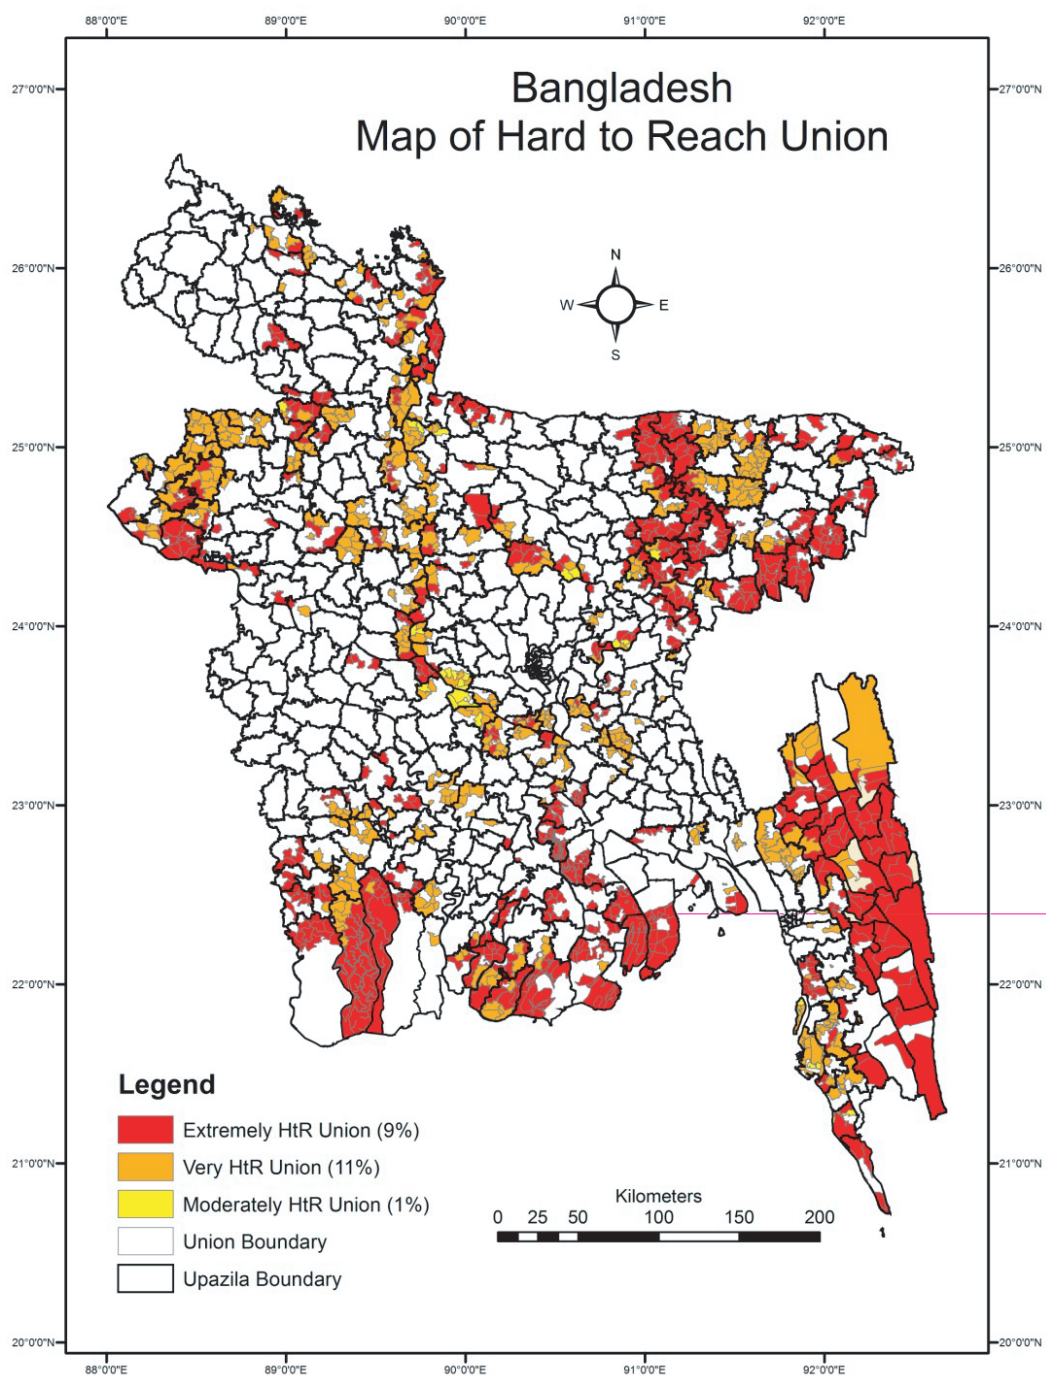 88°0'0"E 89°0'0"E 90°0'0"E 91°0'0"E 92°0'0"E
Bangladesh
Map of Hard to Reach Union
27°0'0"N 27°0'0"N
N
W E
S
26°0'0"N 26°0'0"N
25°0'0"N 25°0'0"N
24°0'0"N 24°0'0"N
23°0'0"N 23°0'0"N
22°0'0"N 22°0'0"N
Legend
Extremely HtR Union (9%)
Very HtR Union (11%)
Moderately HtR Union (1%)
Union Boundary
Upazila Boundary
21°0'0"N 21°0'0"N
Kilometers
0 25 50 100 150 200
20°0'0"N 20°0'0"N
88°0'0"E 89°0'0"E 90°0'0"E 91°0'0"E 92°0'0"E